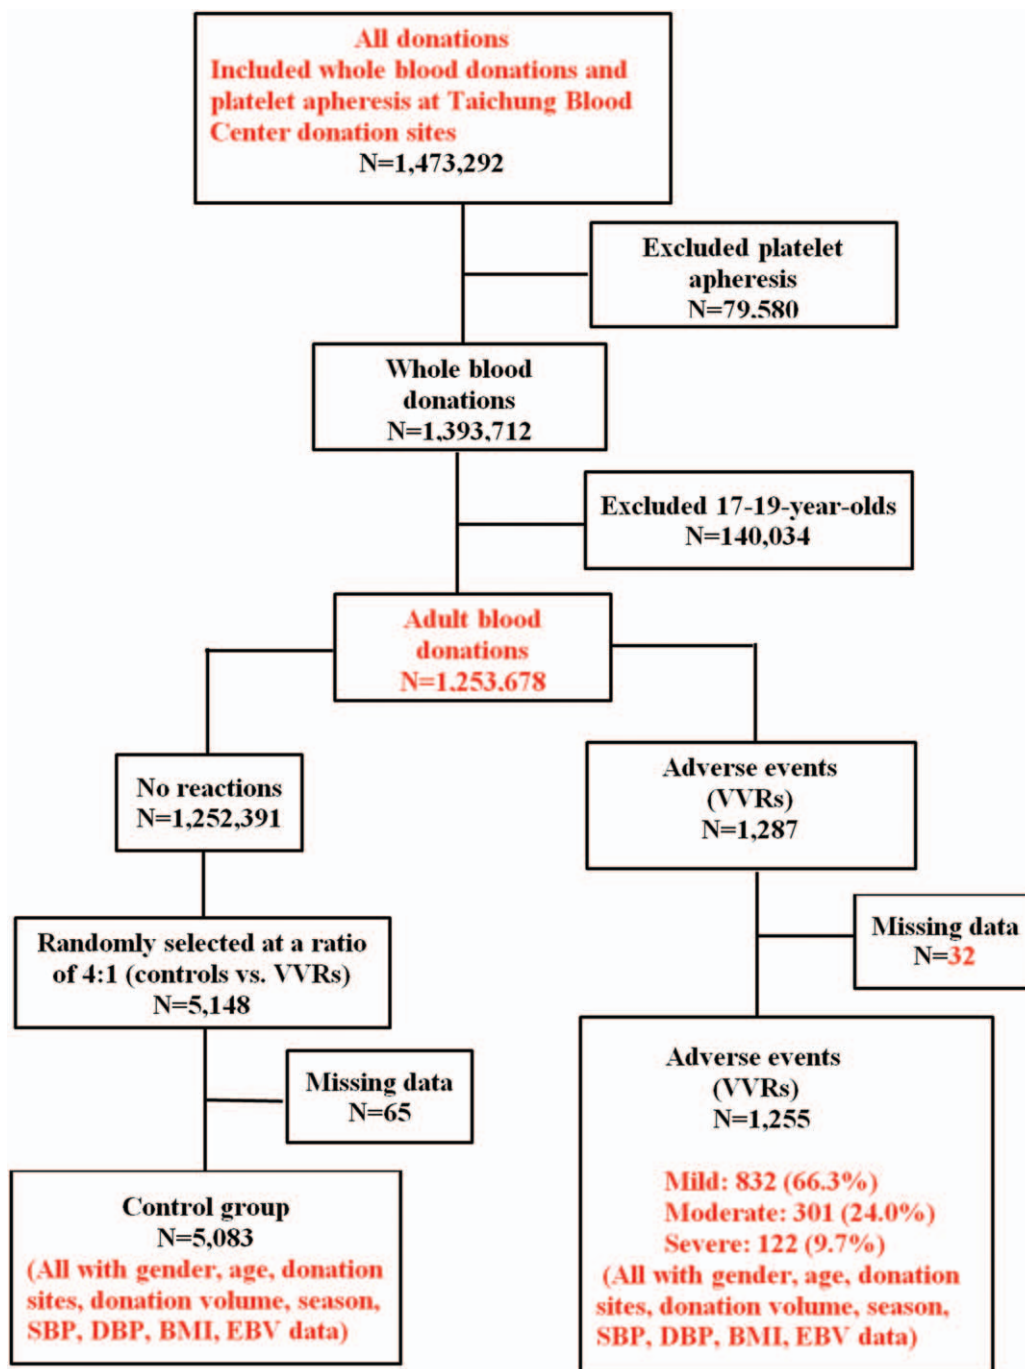 All donations
Included whole blood donations and
platelet apheresis at Taichung Blood
Center donation sites
N=1,473,292
Excluded platelet
apheresis
N=79,580
Whole blood
donations
N=1,393,712
Excluded 17-19-year-olds
N=140,034
Adult blood
donations
N=1,253,678
No reactions
N=1,252,391
Adverse events
(VVRs)
N=1,287
Missing data
N=32
Randomly selected at a ratio
of 4:1 (controls vs. VVRs)
N=5,148
Missing data
N=65
Control group
N=5,083
(All with gender, age, donation
sites, donation volume, season,
SBP, DBP, BMI, EBV data)
Adverse events
(VVRs)
N=1,255
Mild: 832 (66.3%)
Moderate: 301 (24.0%)
Severe: 122 (9.7%)
(All with gender, age, donation
sites, donation volume, season,
SBP, DBP, BMI, EBV data)